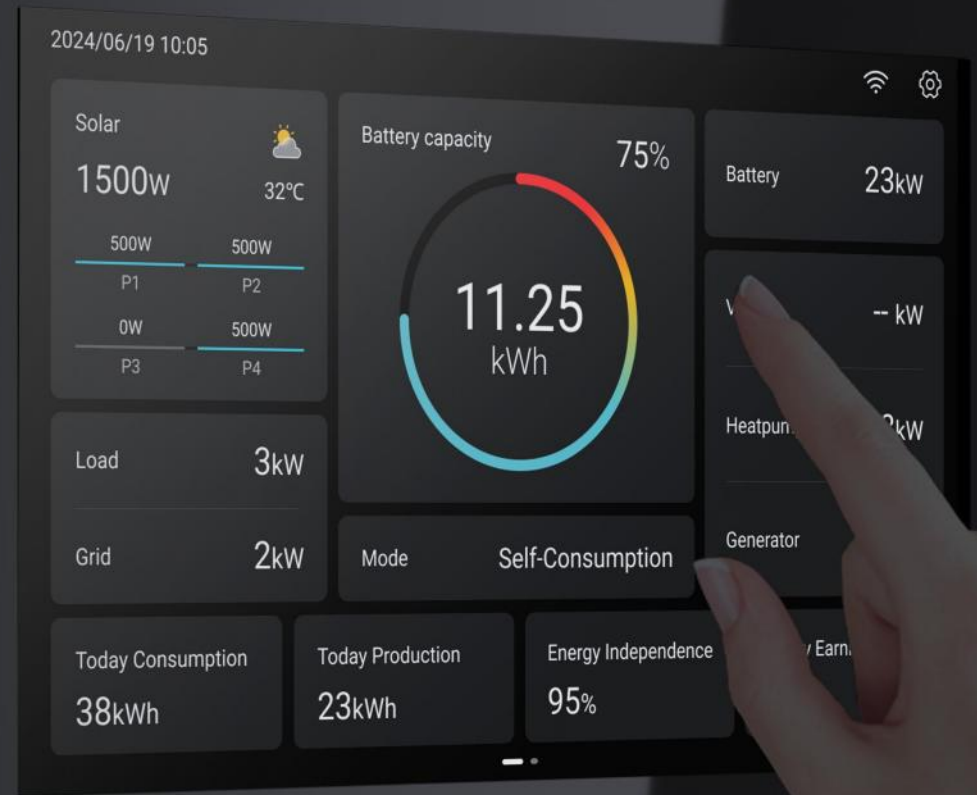 2024/06/19 10:05
Solar
1500W
32℃
500W 500W
P1 P2
0W 500W
P3 P4
Load 3kW
Grid 2kW
Battery capacity 75%
11.25
kWh
Mode Self-Consumption
Battery 23kW
-- kW
kW
Generator
Today Consumption
38kWh
Today Production
23kWh
Energy Independence
95%